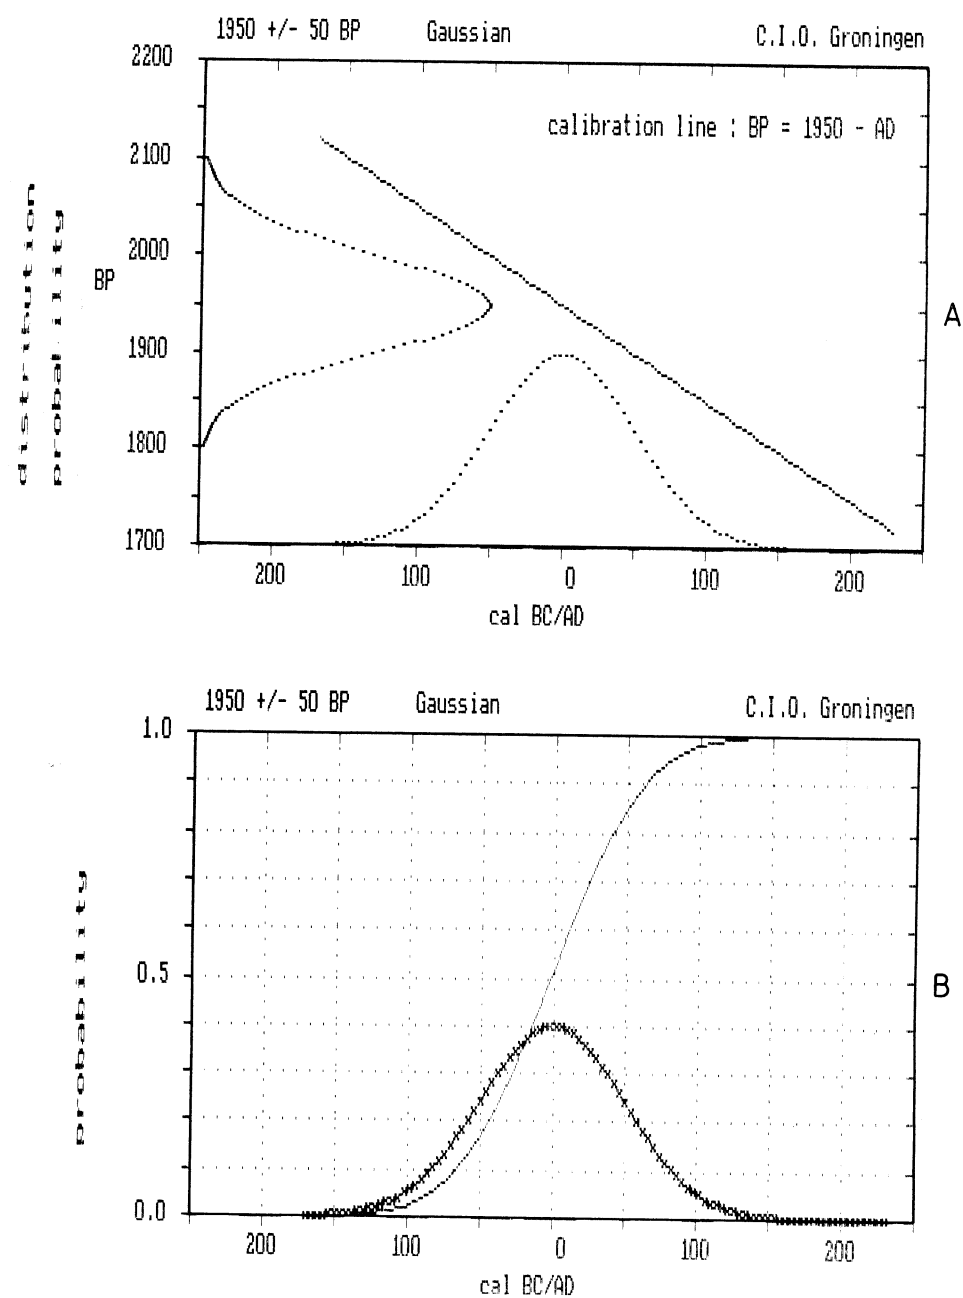 1950 +/- 50 BP Gaussian C.I.O. Groningen
2200
calibration line : BP = 1950 - AD
2100
2000
BP
1900
1800
1700
distribution
probability
A
200 100 0 100 200
cal BC/AD
1950 +/- 50 BP Gaussian C.I.O. Groningen
1.0
0.5
0.0
probability
B
200 100 0 100 200
cal BC/AD